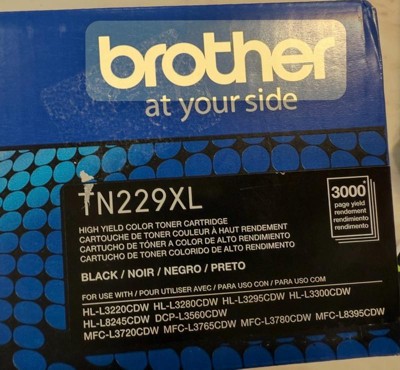 brother
at your side
TN229XL
HIGH YIELD COLOR TONER CARTRIDGE
CARTOUCHE DE TONER COULEUR À HAUT RENDEMENT
CARTUCHO DE TÓNER A COLOR DE ALTO RENDIMIENTO
CARTUCHO DE TONER COLORIDO DE ALTO RENDIMENTO
BLACK / NOIR / NEGRO / PRETO
3000*
page yield
rendement
rendimiento
rendimento
FOR USE WITH / POUR UTILISER AVEC / PARA USO CON / PARA USO COM
HL-L3220CDW HL-L3280CDW HL-L3295CDW HL-L3300CDW
HL-L8245CDW DCP-L3560CDW
MFC-L3720CDW MFC-L3765CDW MFC-L3780CDW MFC-L8395CDW